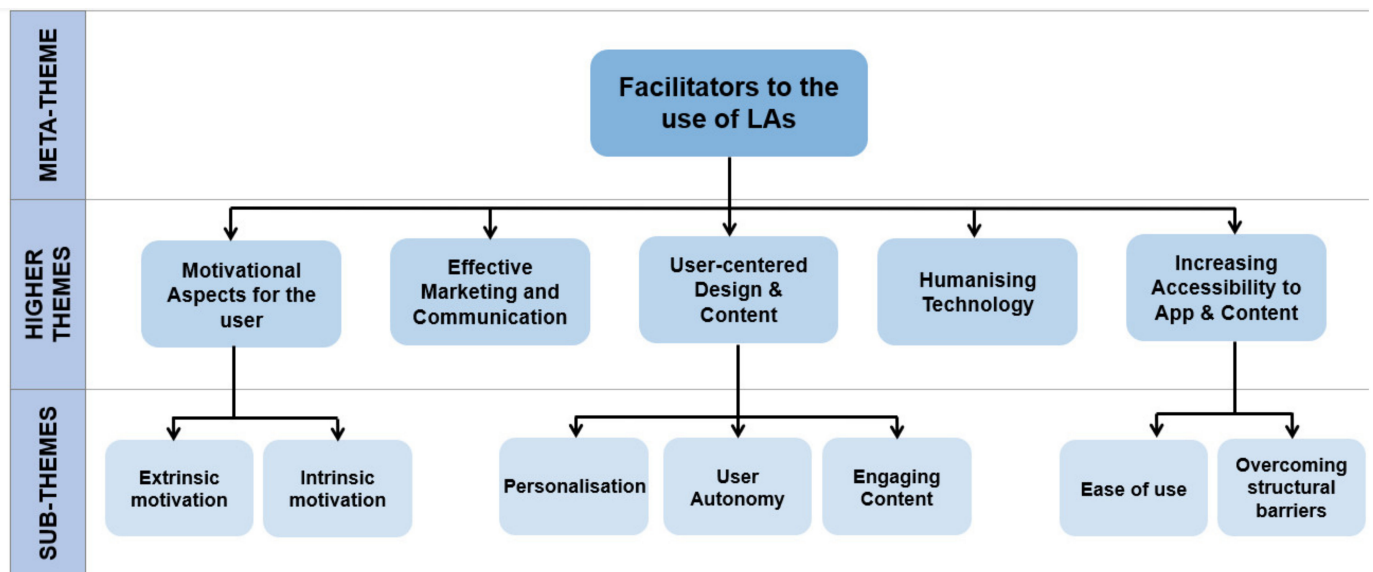 META-THEME
Facilitators to the
use of LAs
HIGHER
THEMES
Motivational
Aspects for the
user
Effective
Marketing and
Communication
User-centered
Design &
Content
Humanising
Technology
Increasing
Accessibility to
App & Content
SUB-THEMES
Extrinsic
motivation
Intrinsic
motivation
Personalisation
User
Autonomy
Engaging
Content
Ease of use
Overcoming
structural
barriers